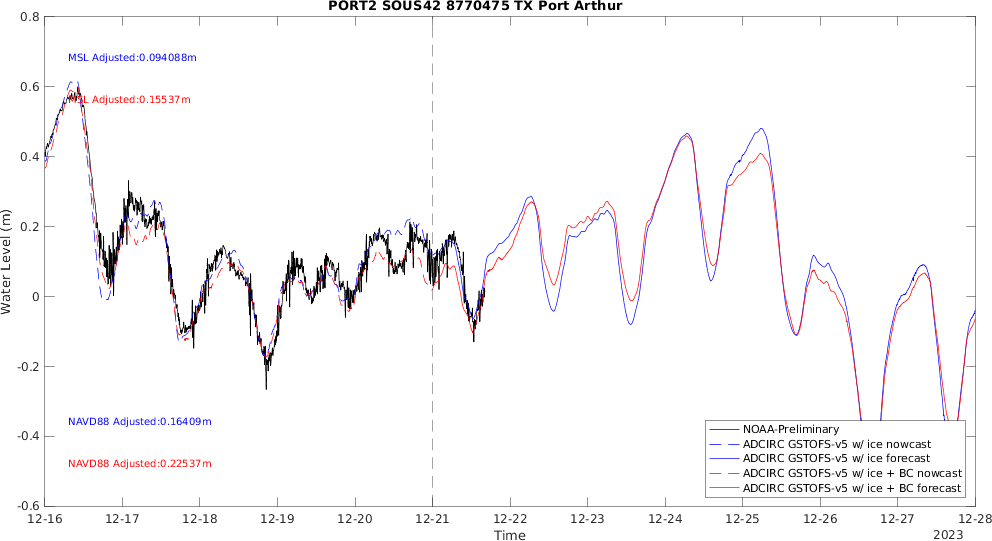 PORT2 SOUS42 8770475 TX Port Arthur
0.8
0.6
0.4
0.2
0
-0.2
-0.4
-0.6
Water Level (m)
MSL Adjusted:0.094088m
MSL Adjusted:0.15537m
NAVD88 Adjusted:0.16409m
NAVD88 Adjusted:0.22537m
NOAA-Preliminary
ADCIRC GSTOFS-v5 w/ ice nowcast
ADCIRC GSTOFS-v5 w/ ice forecast
ADCIRC GSTOFS-v5 w/ ice + BC nowcast
ADCIRC GSTOFS-v5 w/ ice + BC forecast
12-16 12-17 12-18 12-19 12-20 12-21 12-22 12-23 12-24 12-25 12-26 12-27 12-28
Time
2023